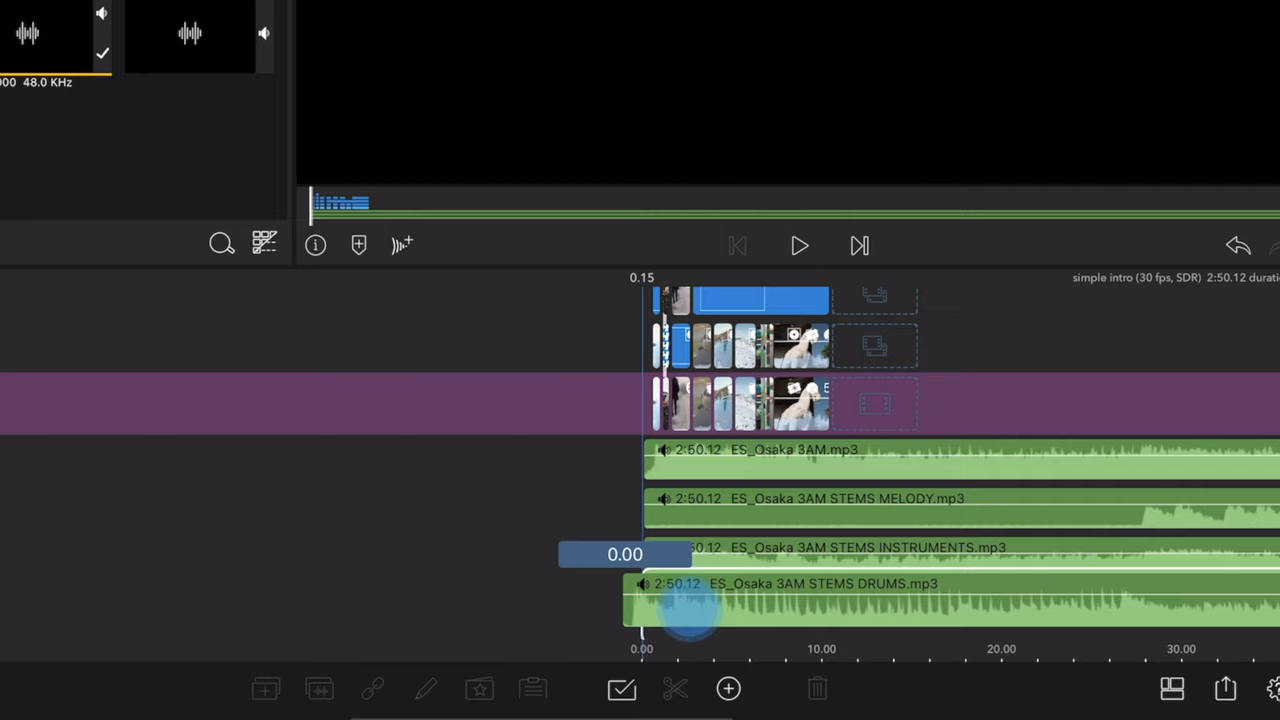 000 48.0 KHz
0.15
simple intro (30 fps, SDR) 2:50.12 durati
2:50.12 ES_Osaka 3AM.mp3
2:50.12 ES_Osaka 3AM STEMS MELODY.mp3
0.00
50.12 ES_Osaka 3AM STEMS INSTRUMENTS.mp3
2:50.12 ES_Osaka 3AM STEMS DRUMS.mp3
0.00 10.00 20.00 30.00